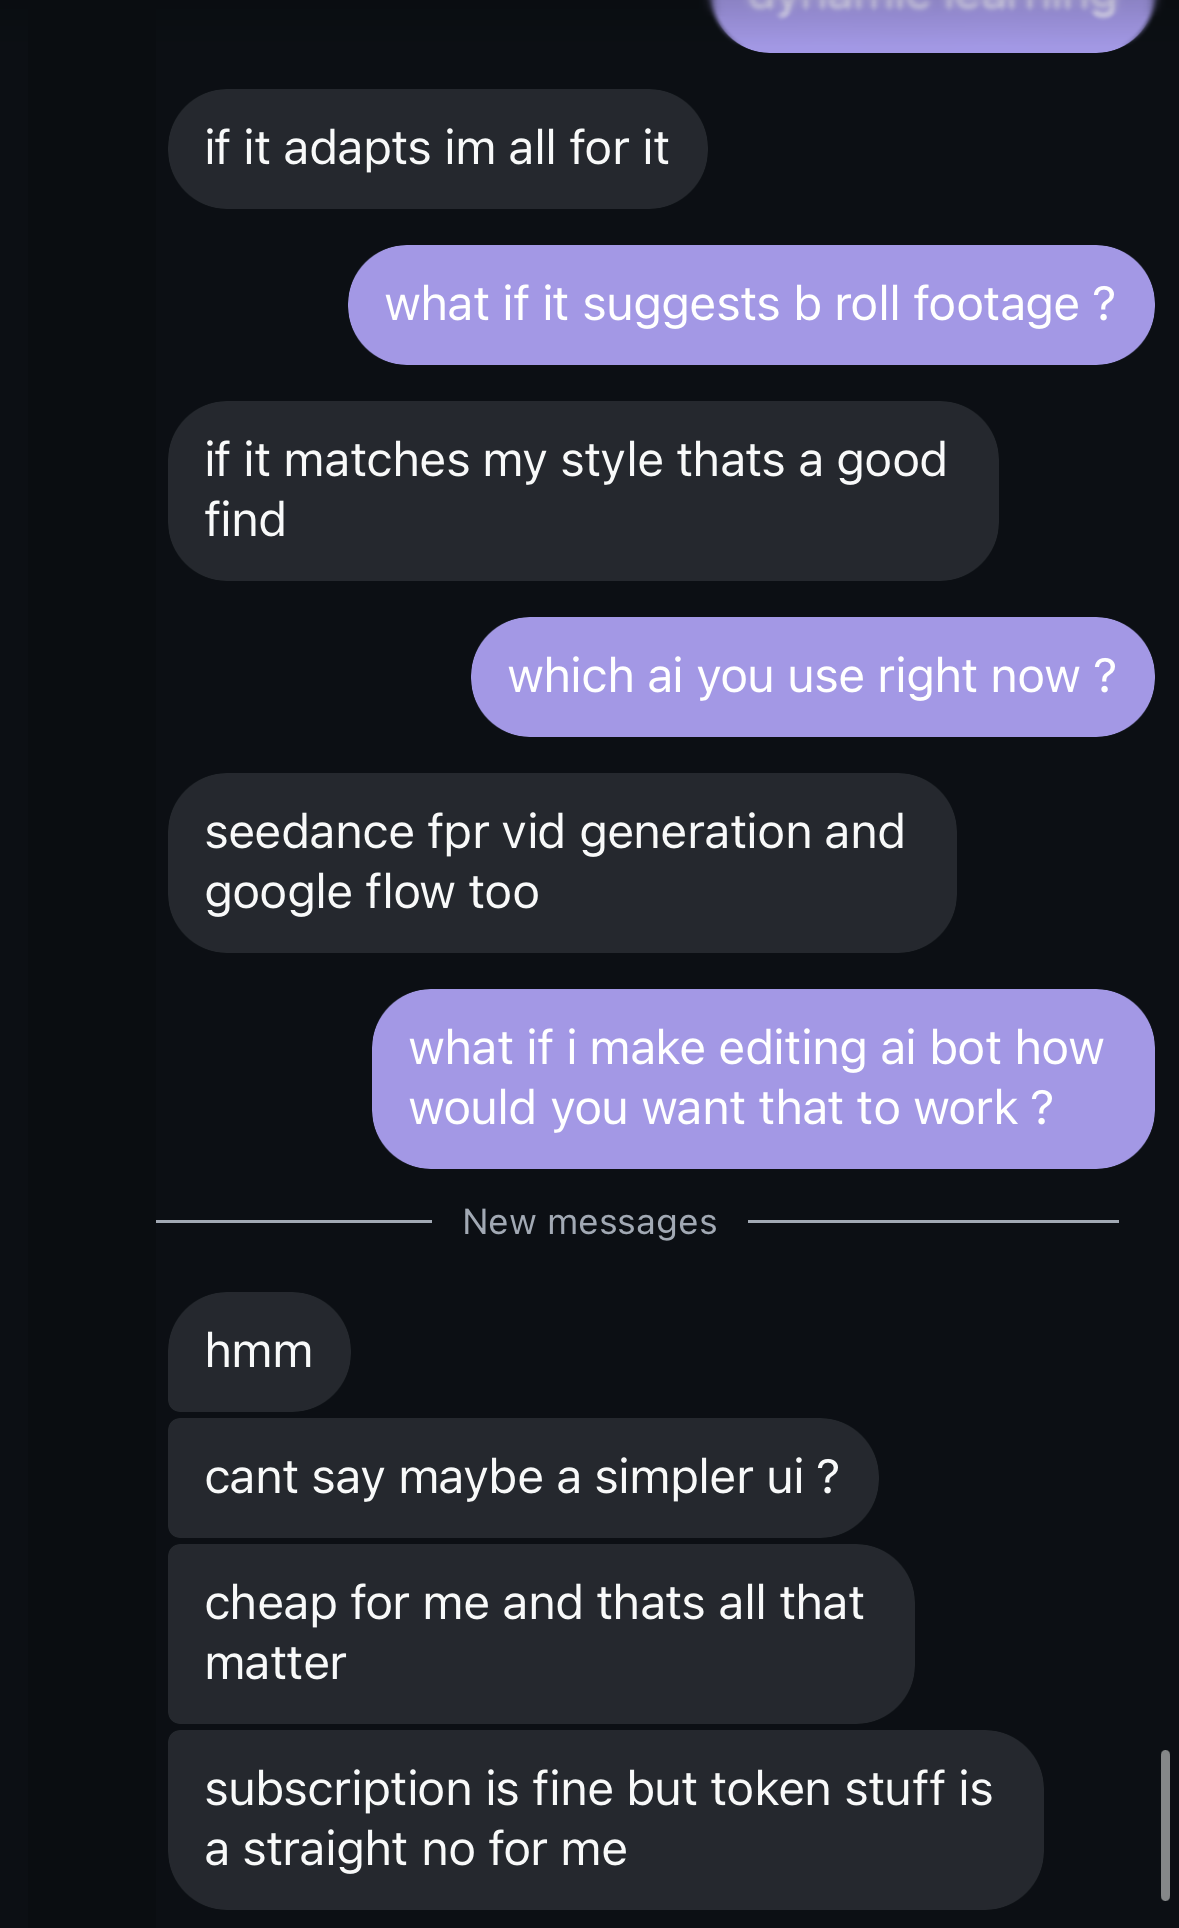 dynamic learning
if it adapts im all for it
what if it suggests b roll footage ?
if it matches my style thats a good
find
which ai you use right now ?
seedance fpr vid generation and
google flow too
what if i make editing ai bot how
would you want that to work ?
New messages
hmm
cant say maybe a simpler ui ?
cheap for me and thats all that
matter
subscription is fine but token stuff is
a straight no for me